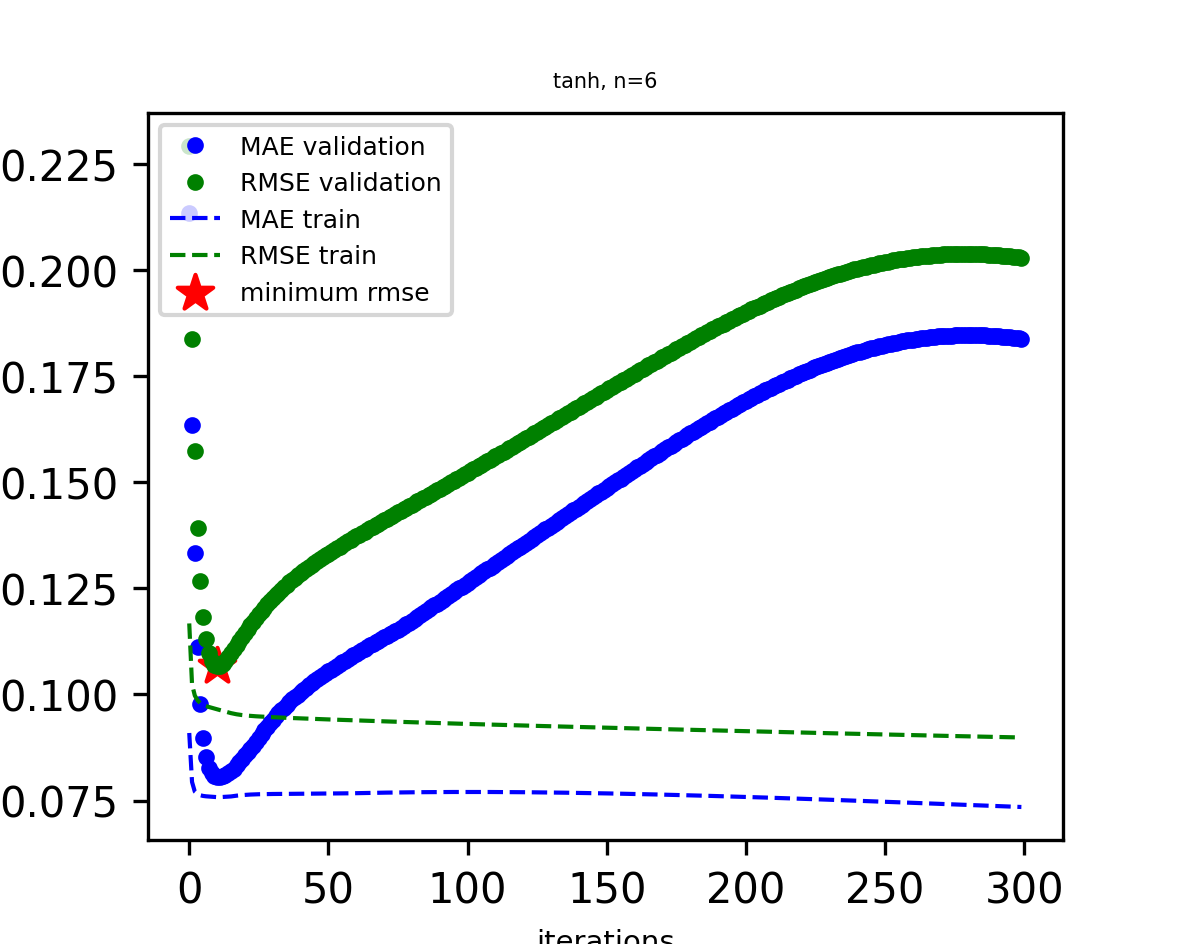 tanh, n=6
MAE validation
RMSE validation
MAE train
RMSE train
minimum rmse
0.225
0.200
0.175
0.150
0.125
0.100
0.075
0 50 100 150 200 250 300
iterations